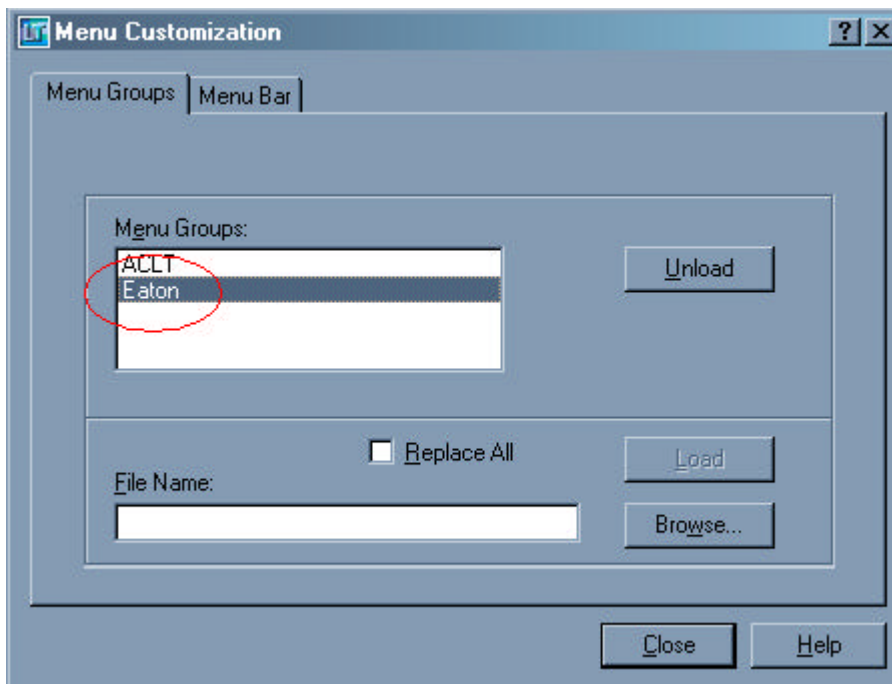 LT Menu Customization
Menu Groups Menu Bar
Menu Groups:
ACLT
Eaton
Unload
Replace All
Load
File Name:
Browse...
Close Help